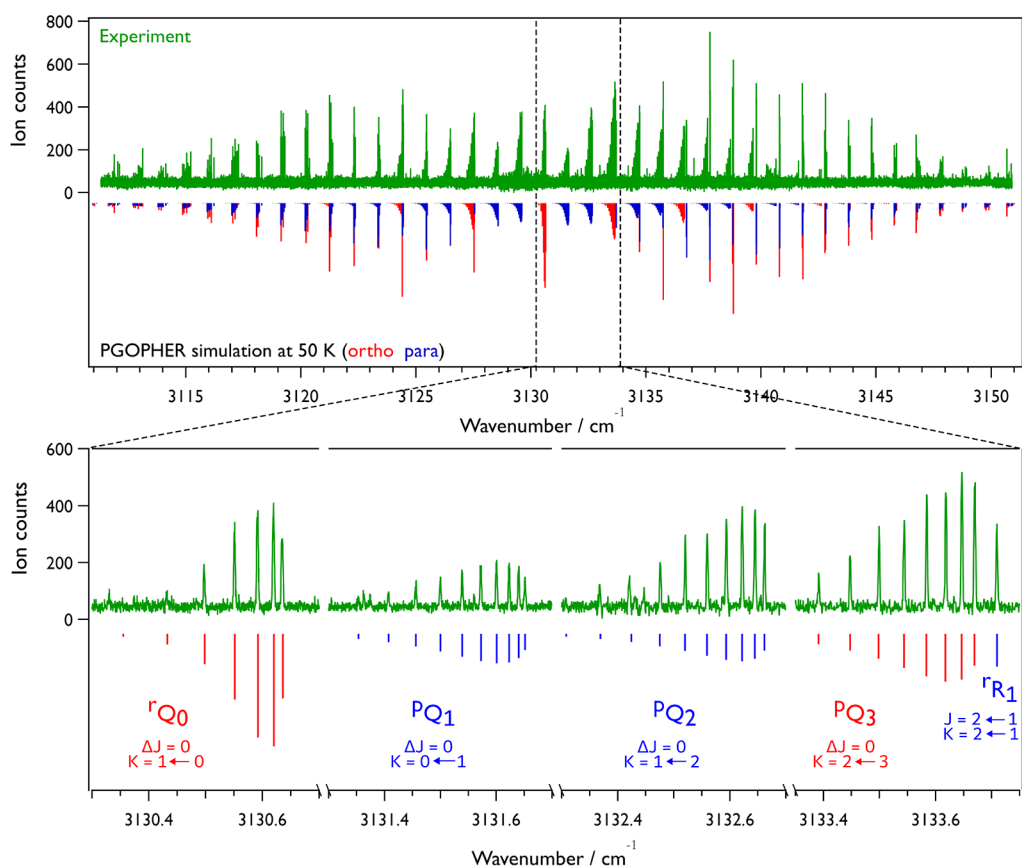 800
Experiment
600
400
200
0
Ion counts
PGOPHER simulation at 50 K (ortho para)
3115 3120 3125 3130 3135 3140 3145 3150
Wavenumber / cm⁻¹
600
400
200
0
Ion counts
rQ0
ΔJ = 0
K = 1←0
PQ1
ΔJ = 0
K = 0←1
PQ2
ΔJ = 0
K = 1←2
PQ3
ΔJ = 0
K = 2←3
rR1
J = 2←1
K = 2←1
3130.4 3130.6 3131.4 3131.6 3132.4 3132.6 3133.4 3133.6
Wavenumber / cm⁻¹